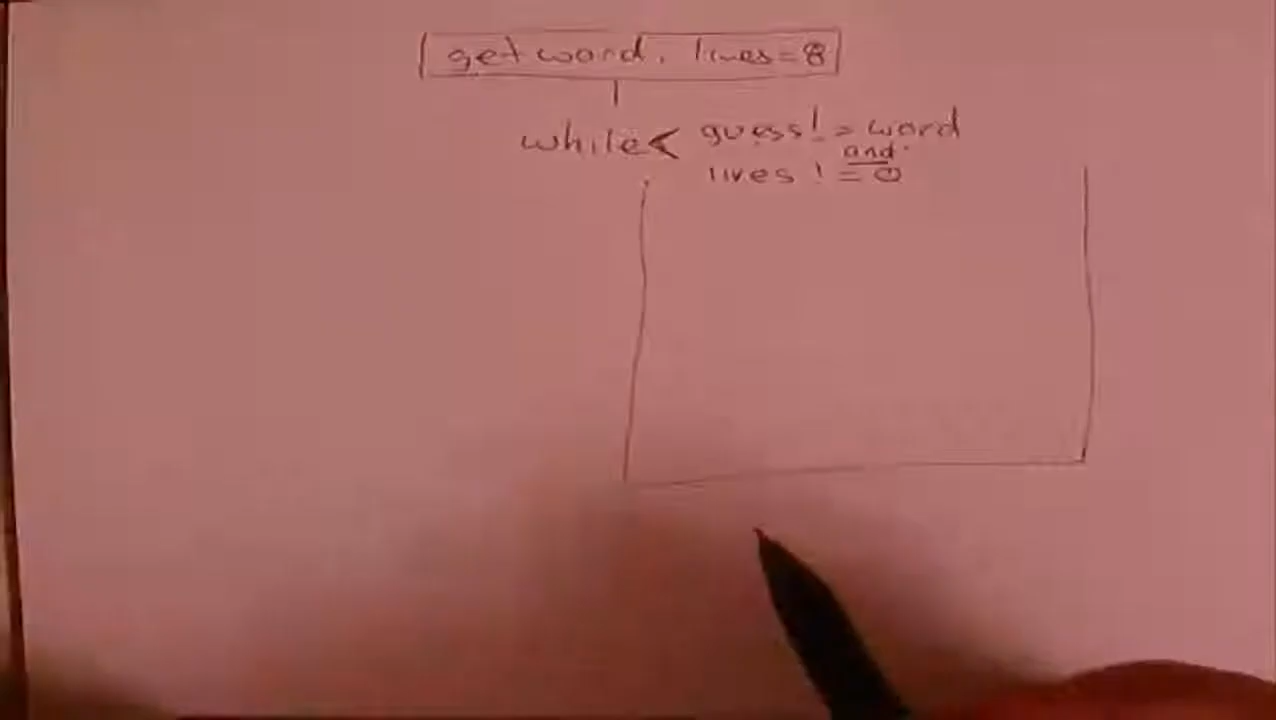 get word, lives=8
while < guess! = word
and
lives != 0